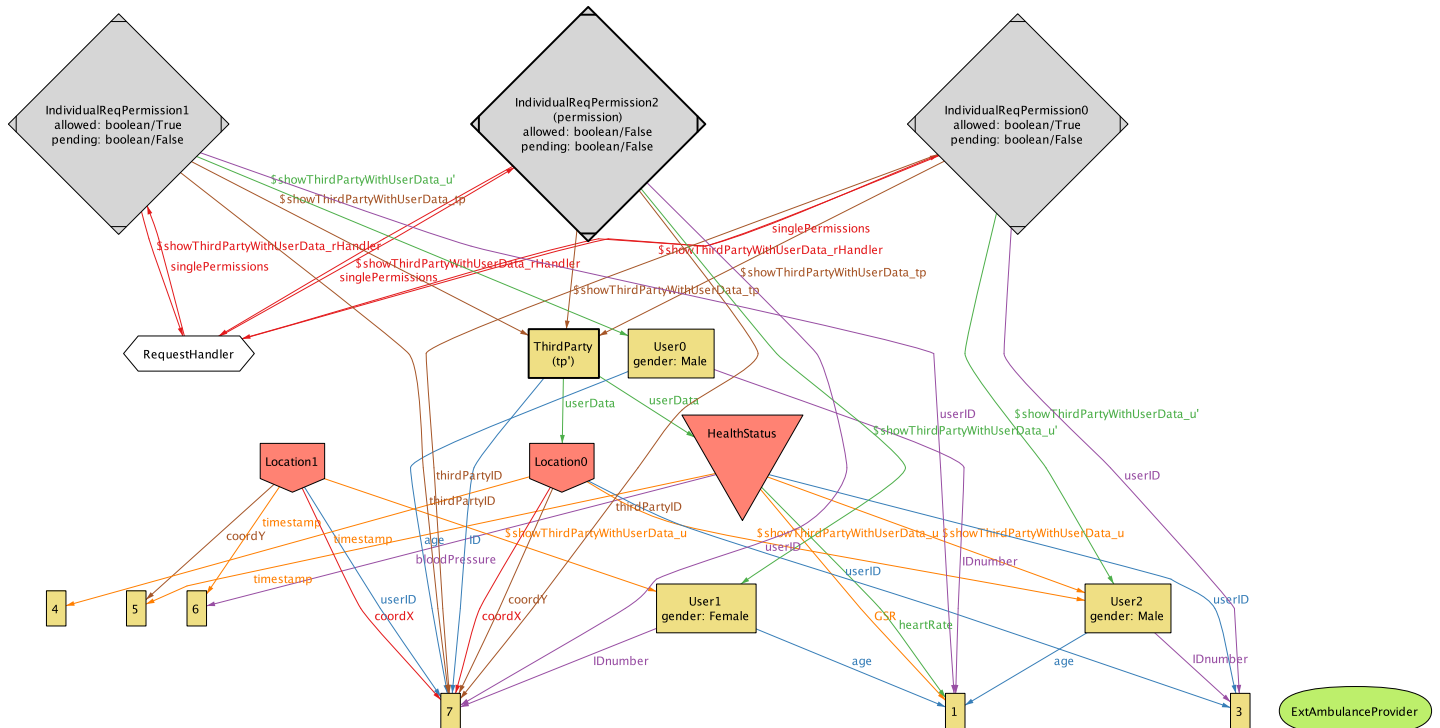 IndividualReqPermission1
allowed: boolean/True
pending: boolean/False
IndividualReqPermission2
(permission)
allowed: boolean/False
pending: boolean/False
IndividualReqPermission0
allowed: boolean/True
pending: boolean/False
$showThirdPartyWithUserData_u'
$showThirdPartyWithUserData_tp
singlePermissions
$showThirdPartyWithUserData_rHandler
$showThirdPartyWithUserData_rHandler
singlePermissions
$showThirdPartyWithUserData_rHandler
$showThirdPartyWithUserData_tp
singlePermissions
$showThirdPartyWithUserData_tp
RequestHandler
ThirdParty
(tp')
User0
gender: Male
userData
userData
userID
$showThirdPartyWithUserData_u'
$showThirdPartyWithUserData_u'
HealthStatus
Location1
Location0
thirdPartyID
userID
thirdPartyID
thirdPartyID
timestamp
coordY
timestamp
age
ID
$showThirdPartyWithUserData_u
$showThirdPartyWithUserData_u
$showThirdPartyWithUserData_u
userID
bloodPressure
IDnumber
userID
timestamp
4
5
6
userID
coordX
coordY
coordX
User1
gender: Female
GSR
heartRate
User2
gender: Male
userID
IDnumber
age
age
IDnumber
7
1
3
ExtAmbulanceProvider